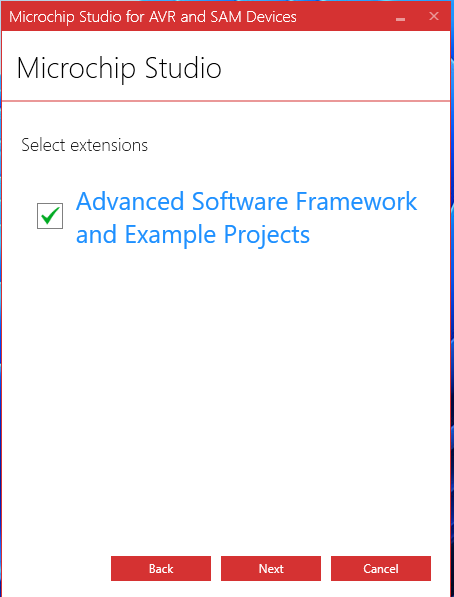 Microchip Studio for AVR and SAM Devices
Microchip Studio
Select extensions
Advanced Software Framework
and Example Projects
Back Next Cancel